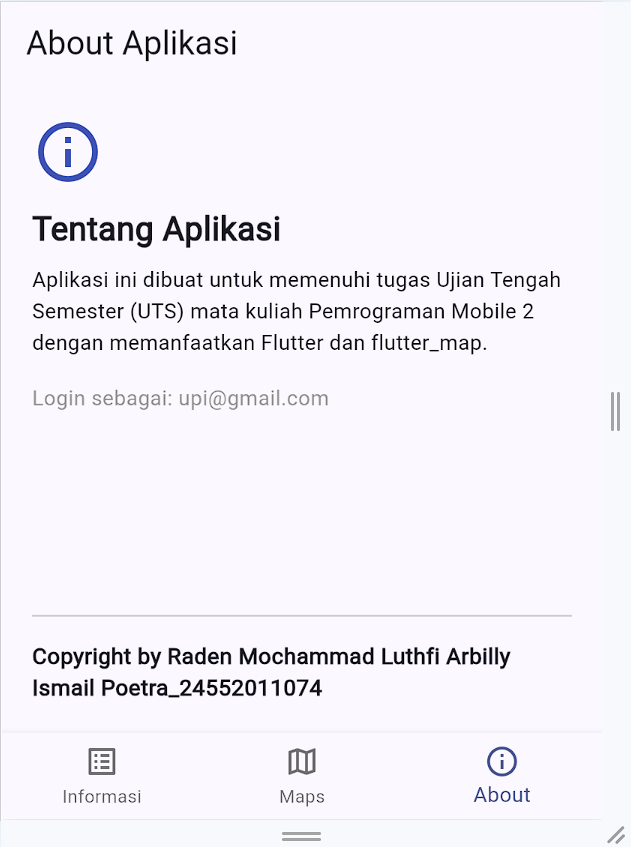 About Aplikasi
Tentang Aplikasi
Aplikasi ini dibuat untuk memenuhi tugas Ujian Tengah
Semester (UTS) mata kuliah Pemrograman Mobile 2
dengan memanfaatkan Flutter dan flutter_map.
Login sebagai: upi@gmail.com
Copyright by Raden Mochammad Luthfi Arbilly
Ismail Poetra_24552011074
Informasi
Maps
About